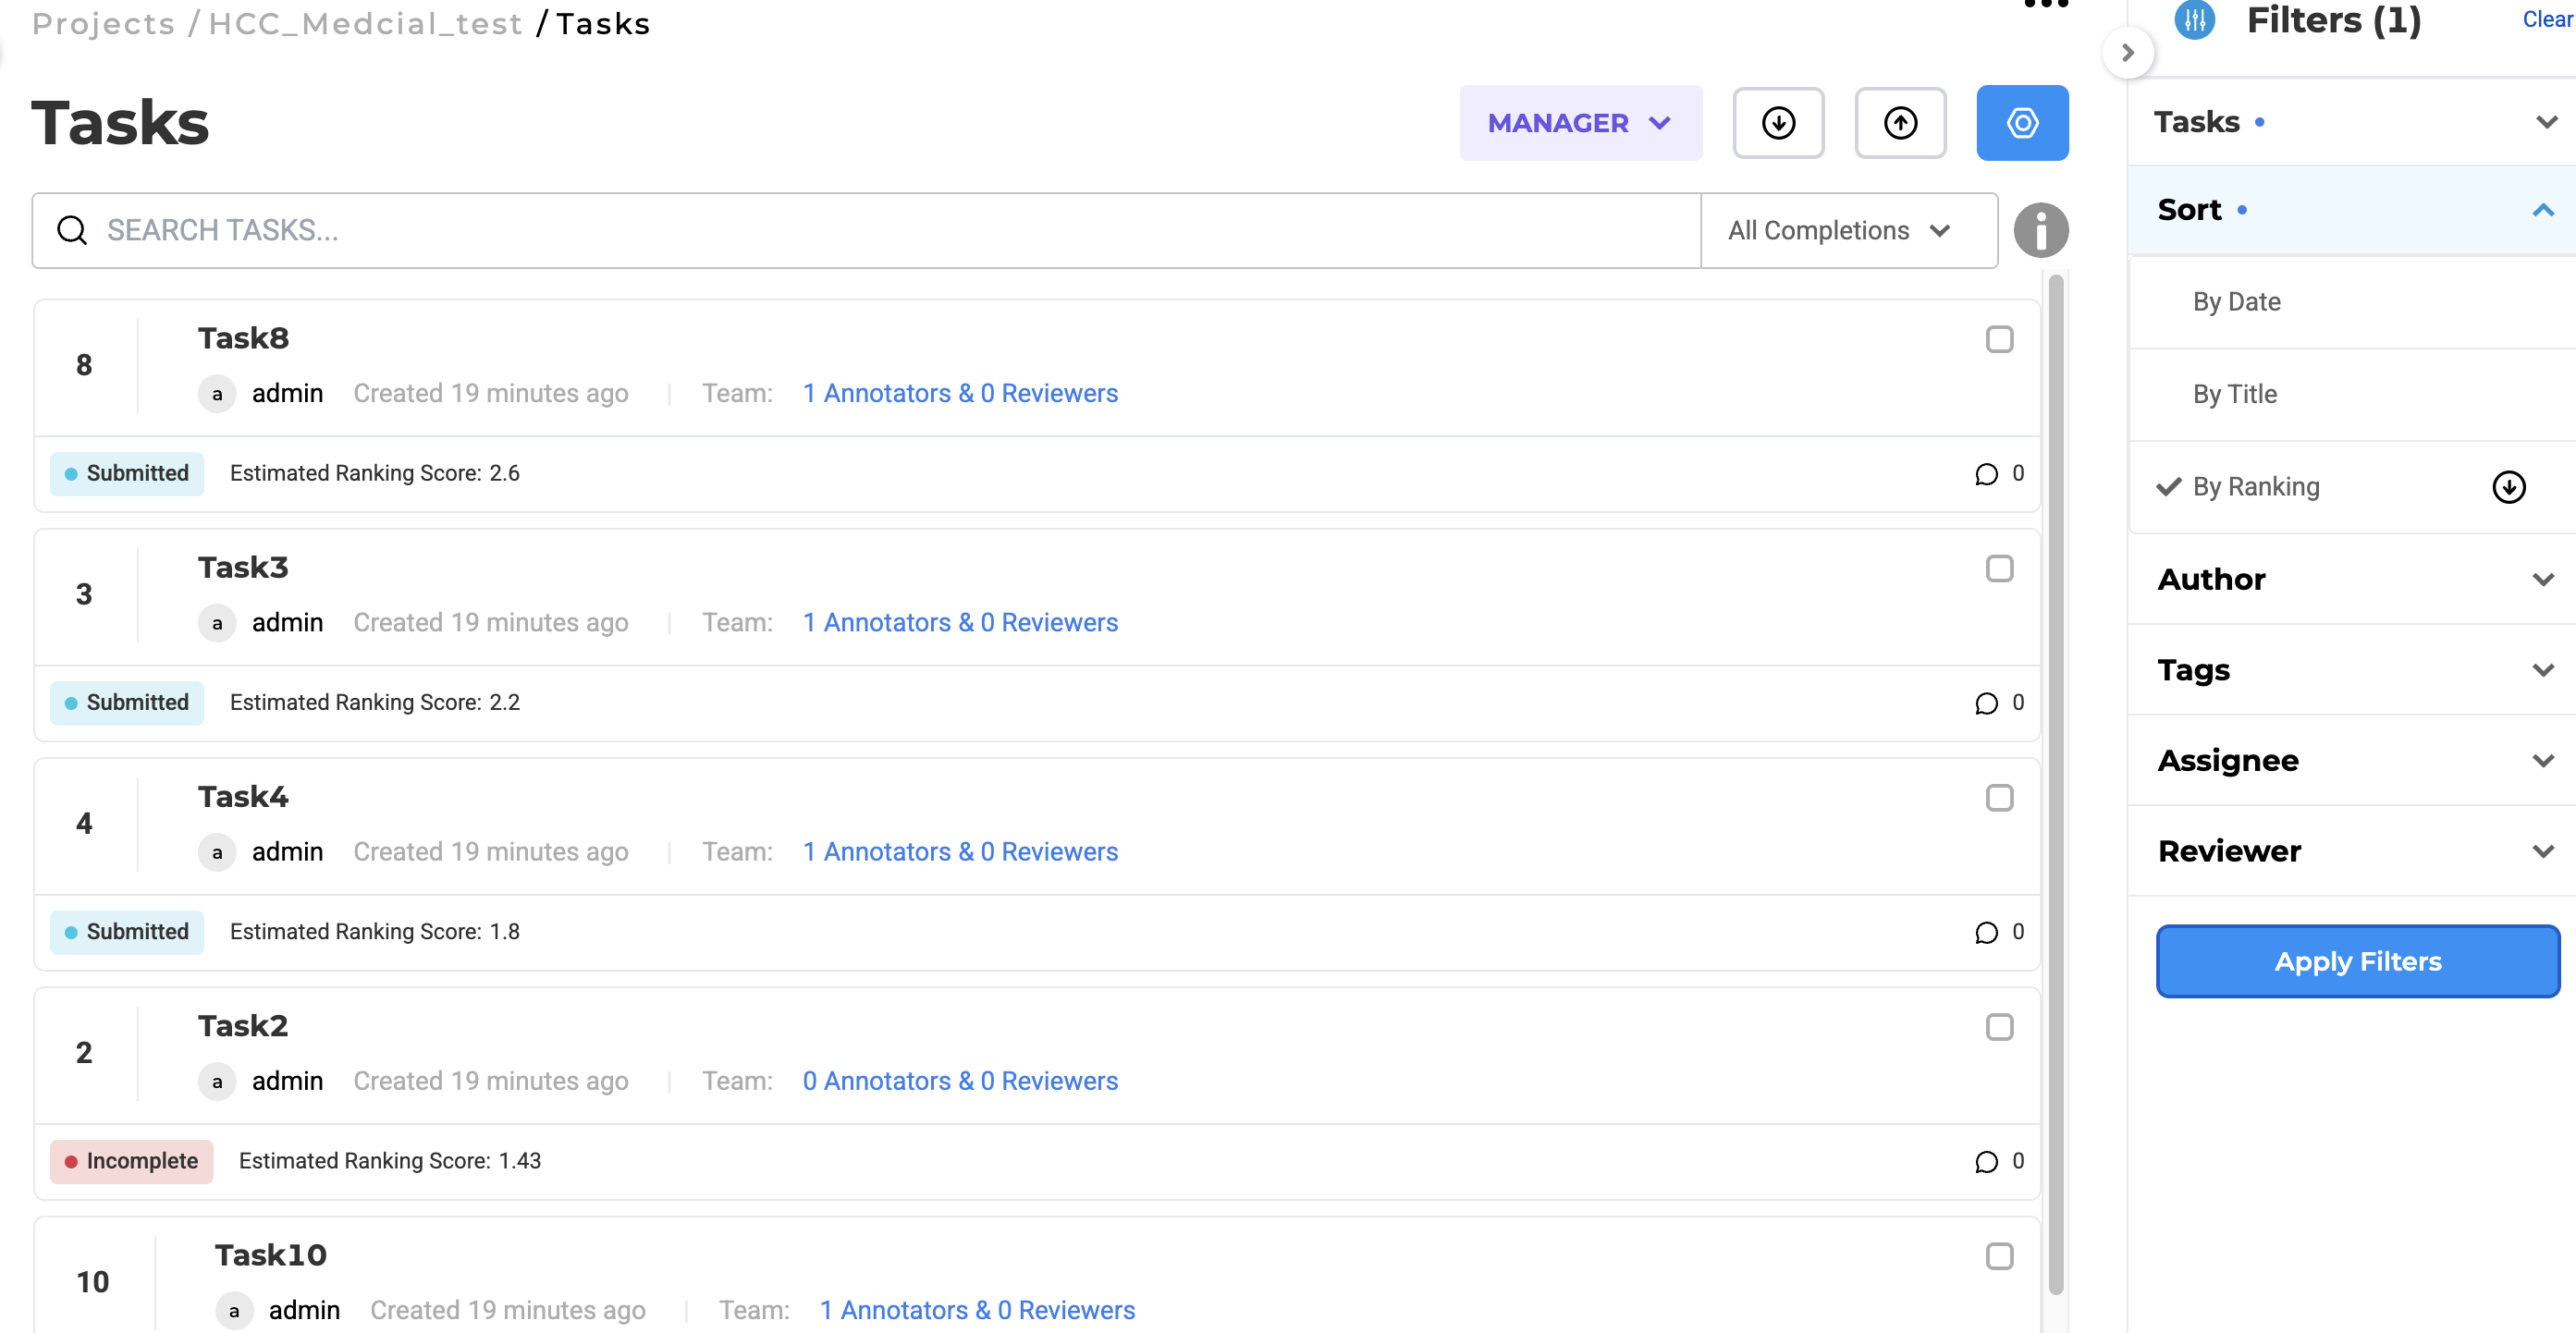 Projects / HCC_Medcial_test / Tasks
Tasks
MANAGER
SEARCH TASKS...
All Completions
8
Task8
a admin Created 19 minutes ago Team: 1 Annotators & 0 Reviewers
Submitted Estimated Ranking Score: 2.6 0
3
Task3
a admin Created 19 minutes ago Team: 1 Annotators & 0 Reviewers
Submitted Estimated Ranking Score: 2.2 0
4
Task4
a admin Created 19 minutes ago Team: 1 Annotators & 0 Reviewers
Submitted Estimated Ranking Score: 1.8 0
2
Task2
a admin Created 19 minutes ago Team: 0 Annotators & 0 Reviewers
Incomplete Estimated Ranking Score: 1.43 0
10
Task10
a admin Created 19 minutes ago Team: 1 Annotators & 0 Reviewers
Filters (1) Clear
Tasks
Sort
By Date
By Title
By Ranking
Author
Tags
Assignee
Reviewer
Apply Filters